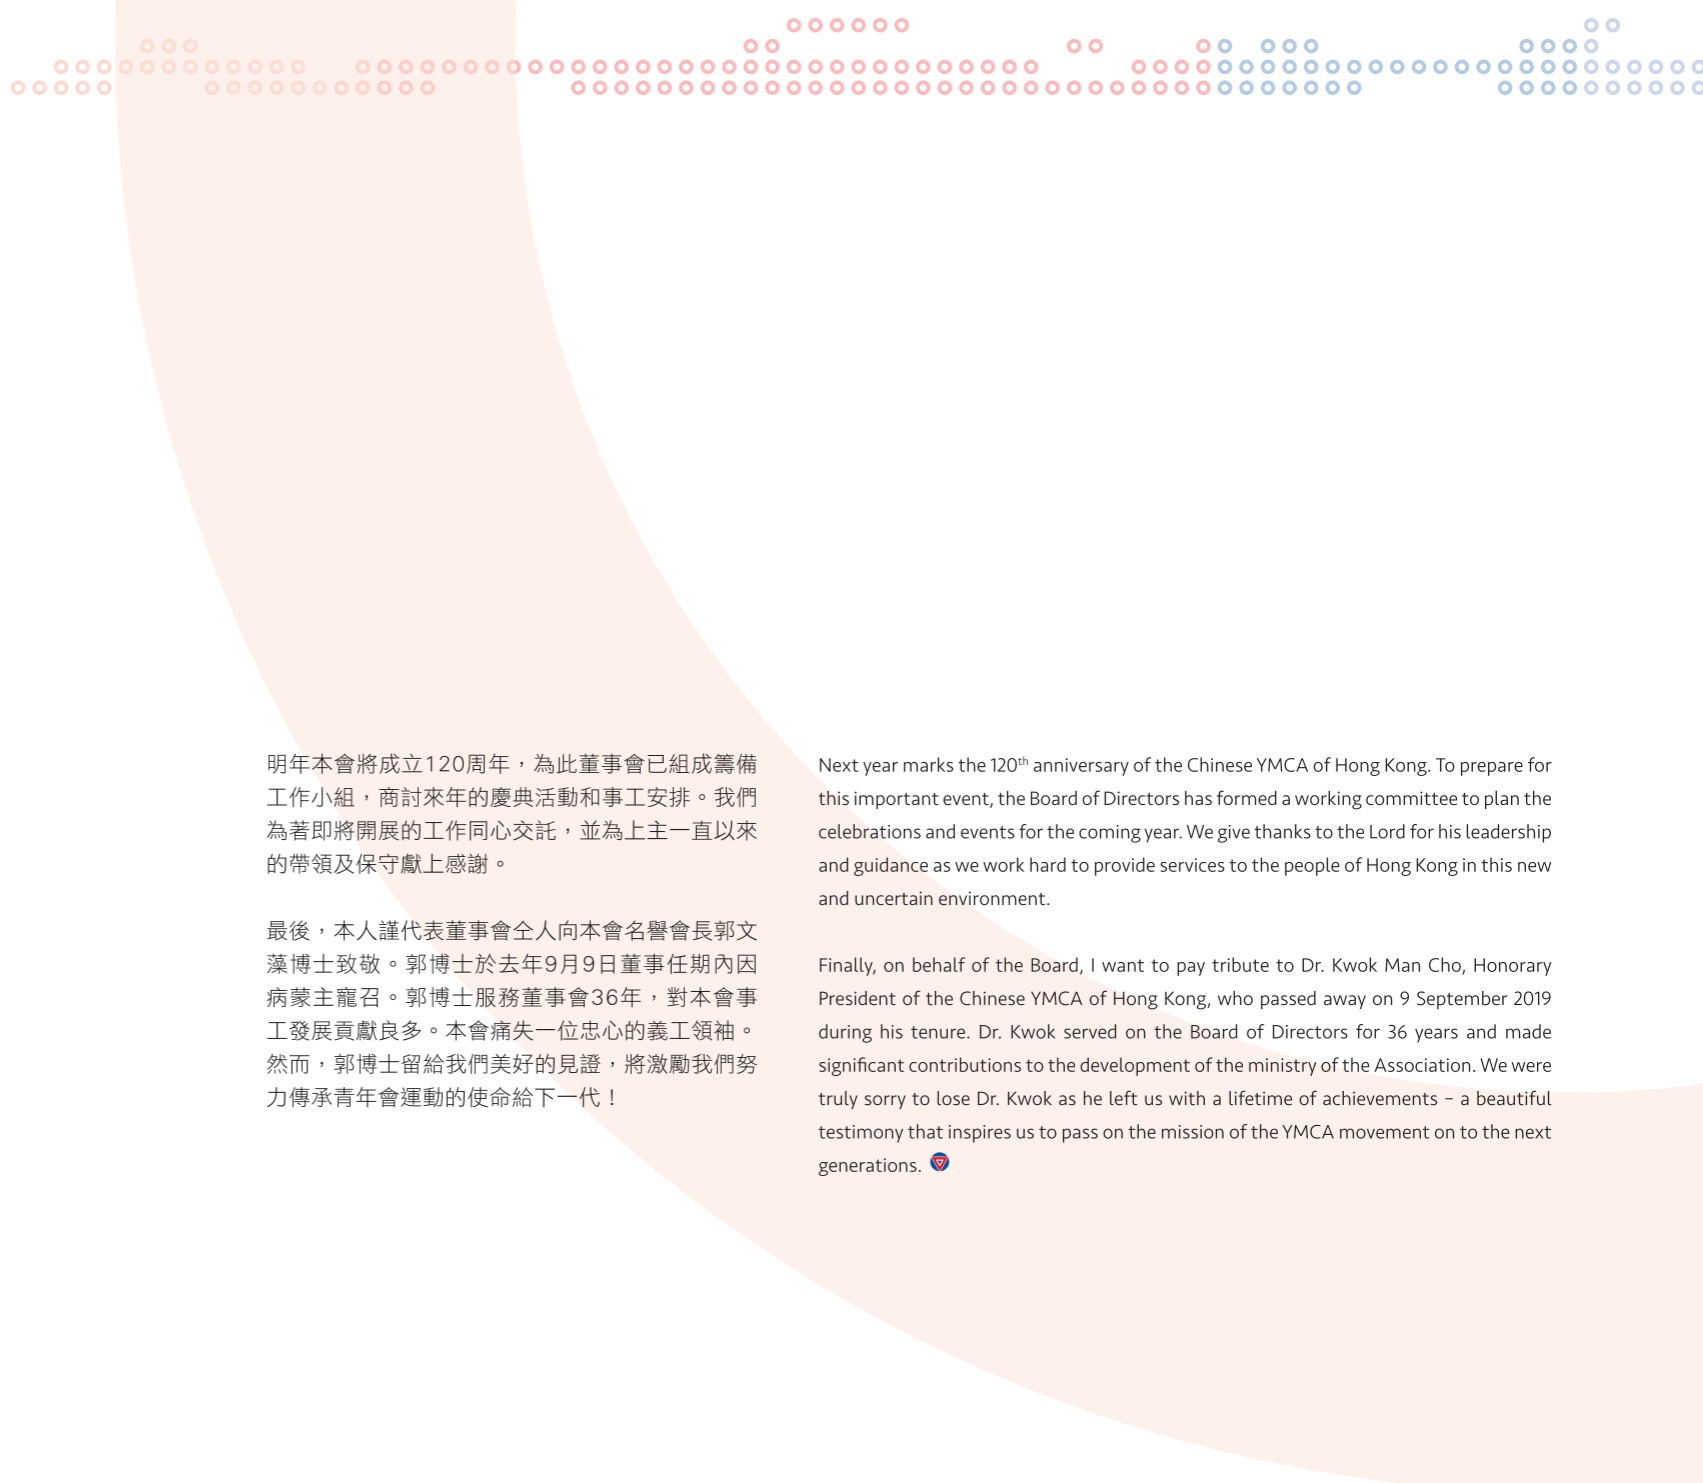 明年本會將成立120周年，為此董事會已組成籌備
工作小組，商討來年的慶典活動和事工安排。我們
為著即將開展的工作同心交託，並為上主一直以來
的帶領及保守獻上感謝。
最後，本人謹代表董事會仝人向本會名譽會長郭文
藻博士致敬。郭博士於去年9月9日董事任期內因
病蒙主寵召。郭博士服務董事會36年，對本會事
工發展貢獻良多。本會痛失一位忠心的義工領袖。
然而，郭博士留給我們美好的見證，將激勵我們努
力傳承青年會運動的使命給下一代！
Next year marks the 120th anniversary of the Chinese YMCA of Hong Kong. To prepare for
this important event, the Board of Directors has formed a working committee to plan the
celebrations and events for the coming year. We give thanks to the Lord for his leadership
and guidance as we work hard to provide services to the people of Hong Kong in this new
and uncertain environment.
Finally, on behalf of the Board, I want to pay tribute to Dr. Kwok Man Cho, Honorary
President of the Chinese YMCA of Hong Kong, who passed away on 9 September 2019
during his tenure. Dr. Kwok served on the Board of Directors for 36 years and made
significant contributions to the development of the ministry of the Association. We were
truly sorry to lose Dr. Kwok as he left us with a lifetime of achievements – a beautiful
testimony that inspires us to pass on the mission of the YMCA movement on to the next
generations.